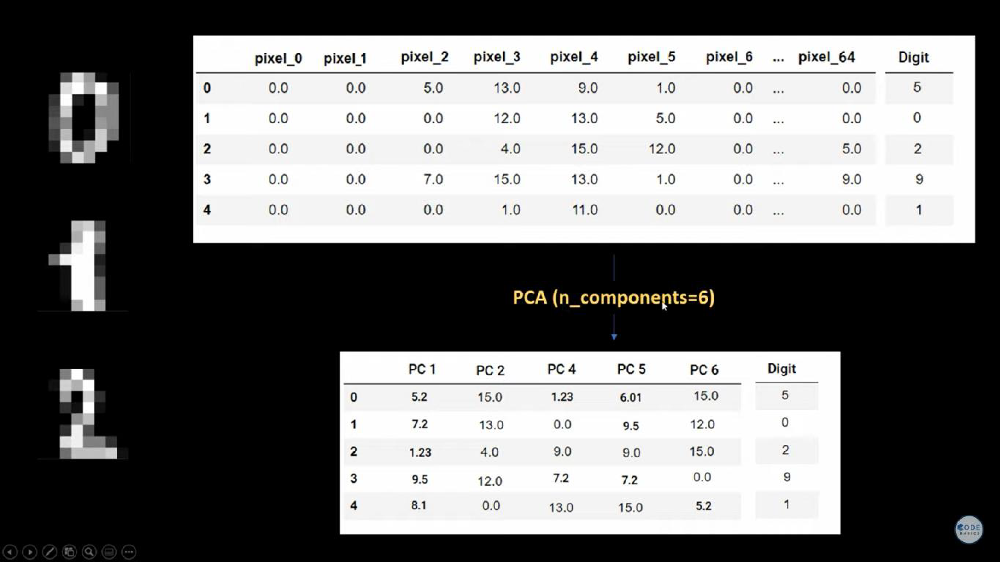 pixel_0 pixel_1 pixel_2 pixel_3 pixel_4 pixel_5 pixel_6 ... pixel_64 Digit
0 0.0 0.0 5.0 13.0 9.0 1.0 0.0 ... 0.0 5
1 0.0 0.0 0.0 12.0 13.0 5.0 0.0 ... 0.0 0
2 0.0 0.0 0.0 4.0 15.0 12.0 0.0 ... 5.0 2
3 0.0 0.0 7.0 15.0 13.0 1.0 0.0 ... 9.0 9
4 0.0 0.0 0.0 1.0 11.0 0.0 0.0 ... 0.0 1
PCA (n_components=6)
PC 1 PC 2 PC 4 PC 5 PC 6 Digit
0 5.2 15.0 1.23 6.01 15.0 5
1 7.2 13.0 0.0 9.5 12.0 0
2 1.23 4.0 9.0 9.0 15.0 2
3 9.5 12.0 7.2 7.2 0.0 9
4 8.1 0.0 13.0 15.0 5.2 1
0
1
2
CODE
BASICS